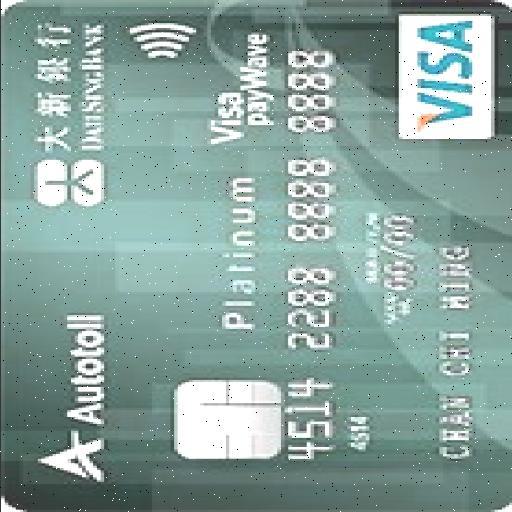 Autotoll
大新銀行
DAH SING BANK
Platinum
Visa
payWave
4514 2288 8888 8888
4514
00/00
CHAN CHI MING
VISA